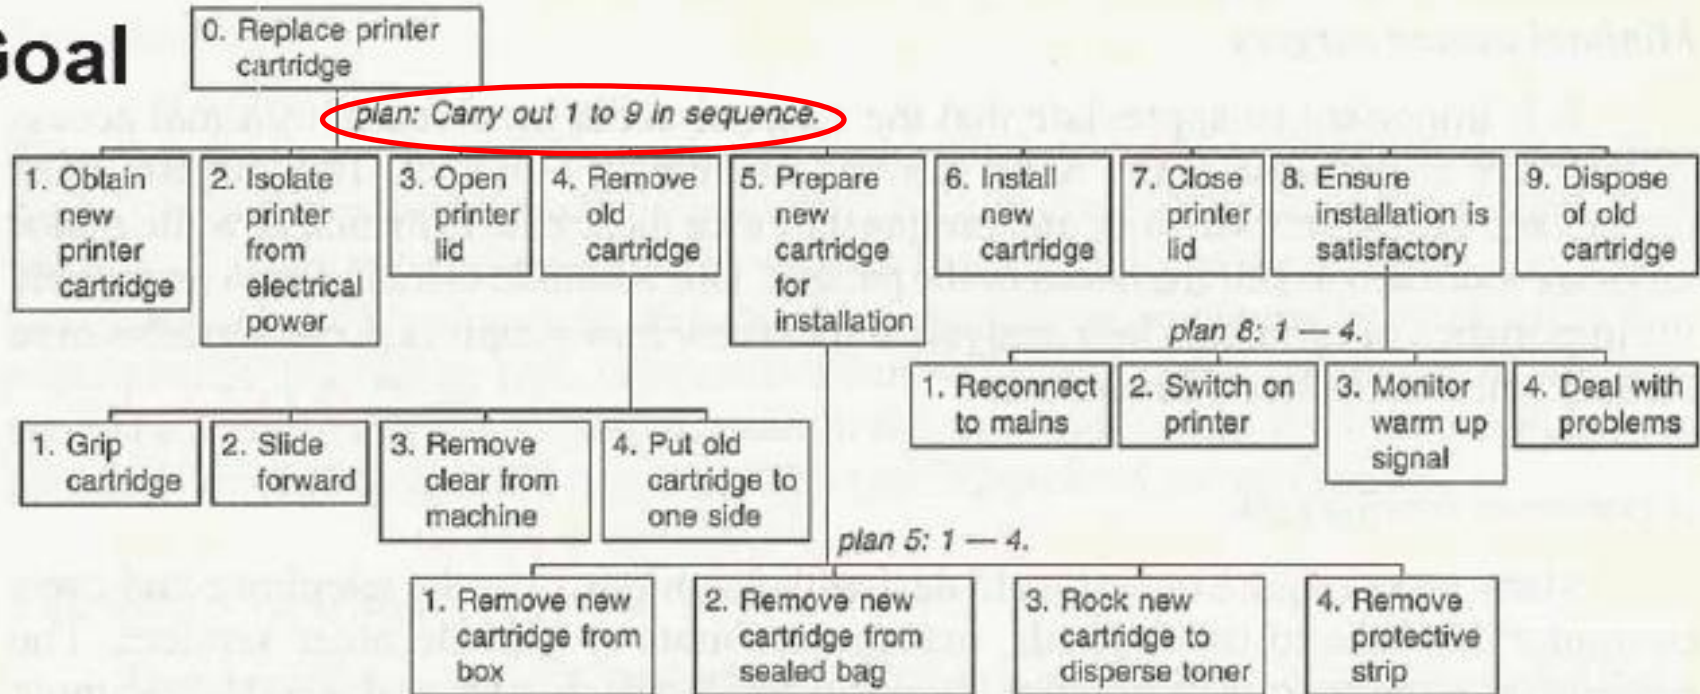 Goal
0. Replace printer
cartridge
plan: Carry out 1 to 9 in sequence.
1. Obtain
new
printer
cartridge
2. Isolate
printer
from
electrical
power
3. Open
printer
lid
4. Remove
old
cartridge
5. Prepare
new
cartridge
for
installation
6. Install
new
cartridge
7. Close
printer
lid
8. Ensure
installation is
satisfactory
9. Dispose
of old
cartridge
plan 8: 1 — 4.
1. Reconnect
to mains
2. Switch on
printer
3. Monitor
warm up
signal
4. Deal with
problems
1. Grip
cartridge
2. Slide
forward
3. Remove
clear from
machine
4. Put old
cartridge to
one side
plan 5: 1 — 4.
1. Remove new
cartridge from
box
2. Remove new
cartridge from
sealed bag
3. Rock new
cartridge to
disperse toner
4. Remove
protective
strip